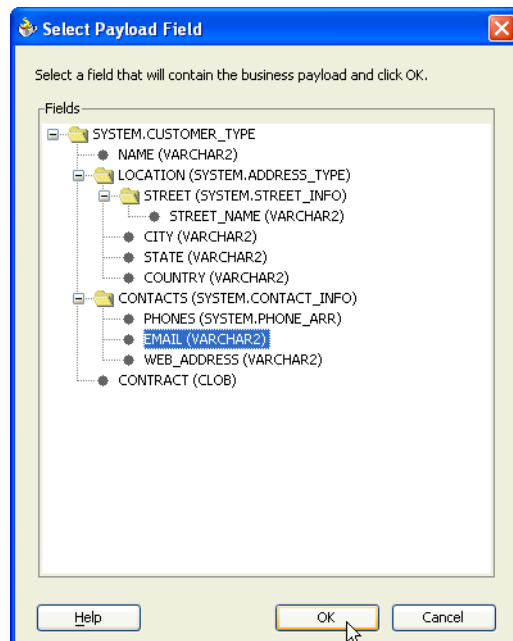 Select Payload Field
Select a field that will contain the business payload and click OK.
Fields
SYSTEM.CUSTOMER_TYPE
NAME (VARCHAR2)
LOCATION (SYSTEM.ADDRESS_TYPE)
STREET (SYSTEM.STREET_INFO)
STREET_NAME (VARCHAR2)
CITY (VARCHAR2)
STATE (VARCHAR2)
COUNTRY (VARCHAR2)
CONTACTS (SYSTEM.CONTACT_INFO)
PHONES (SYSTEM.PHONE_ARR)
EMAIL (VARCHAR2)
WEB_ADDRESS (VARCHAR2)
CONTRACT (CLOB)
Help OK Cancel